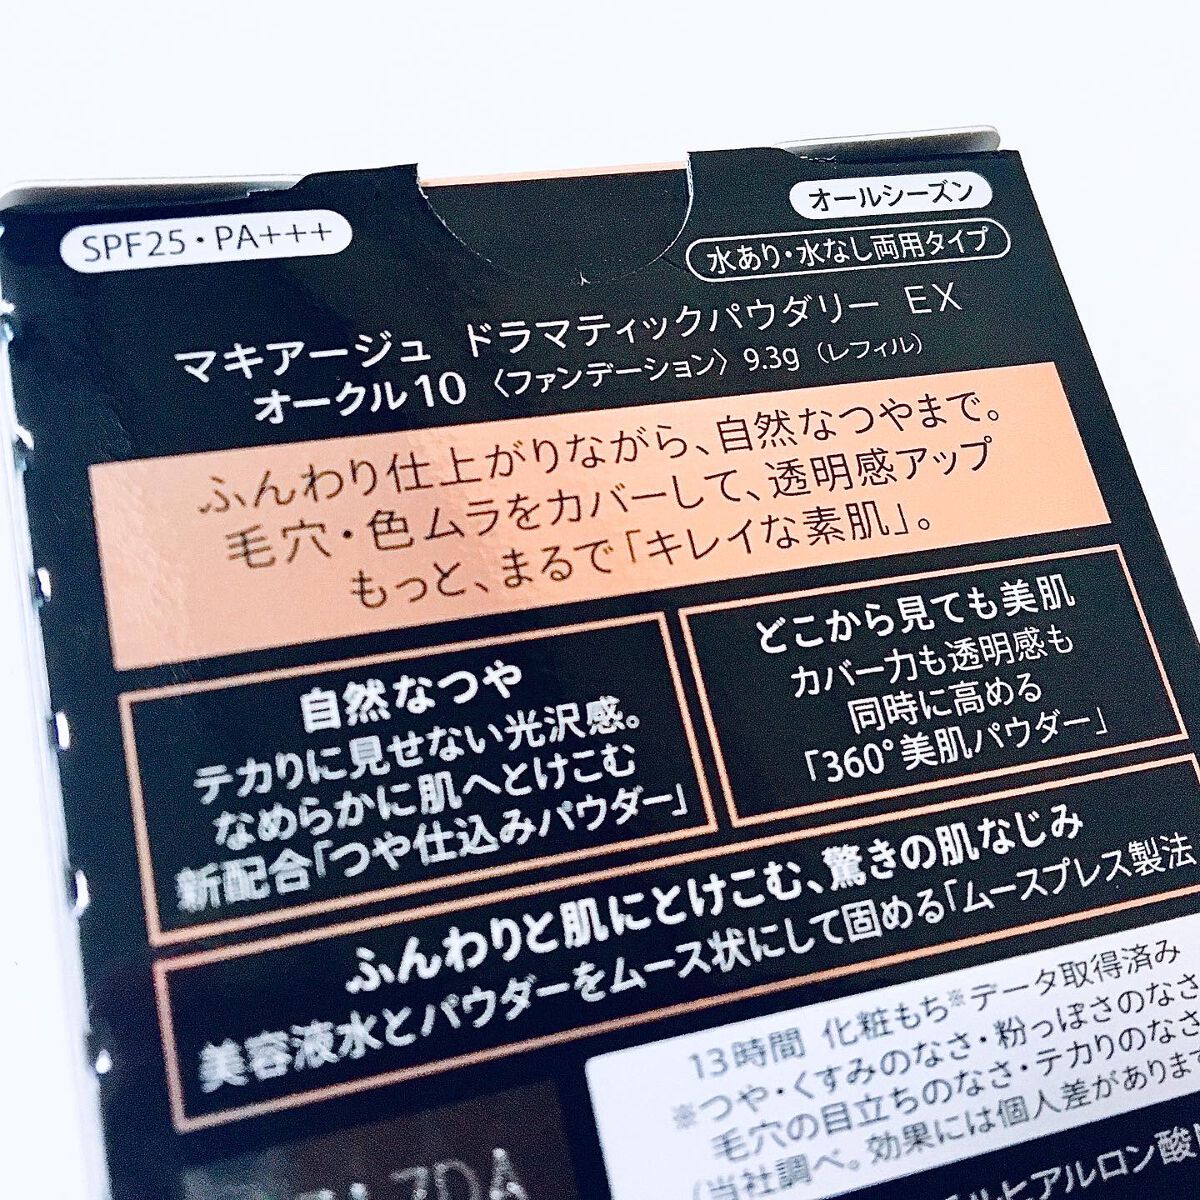 SPF25・PA+++
オールシーズン
水あり・水なし両用タイプ
マキアージュ ドラマティックパウダリー EX
オークル10〈ファンデーション〉9.3g（レフィル）
ふんわり仕上がりながら、自然なつやまで。
毛穴・色ムラをカバーして、透明感アップ
もっと、まるで「キレイな素肌」。
自然なつや
テカりに見せない光沢感。
なめらかに肌へとけこむ
新配合「つや仕込みパウダー」
どこから見ても美肌
カバー力も透明感も
同時に高める
「360°美肌パウダー」
ふんわりと肌にとけこむ、驚きの肌なじみ
美容液水とパウダーをムース状にして固める「ムースプレス製法
13時間 化粧もち※データ取得済み
※つや・くすみのなさ・粉っぽさのなさ
毛穴の目立ちのなさ・テカりのなさ
(当社調べ。効果には個人差があります
ヒアルロン酸